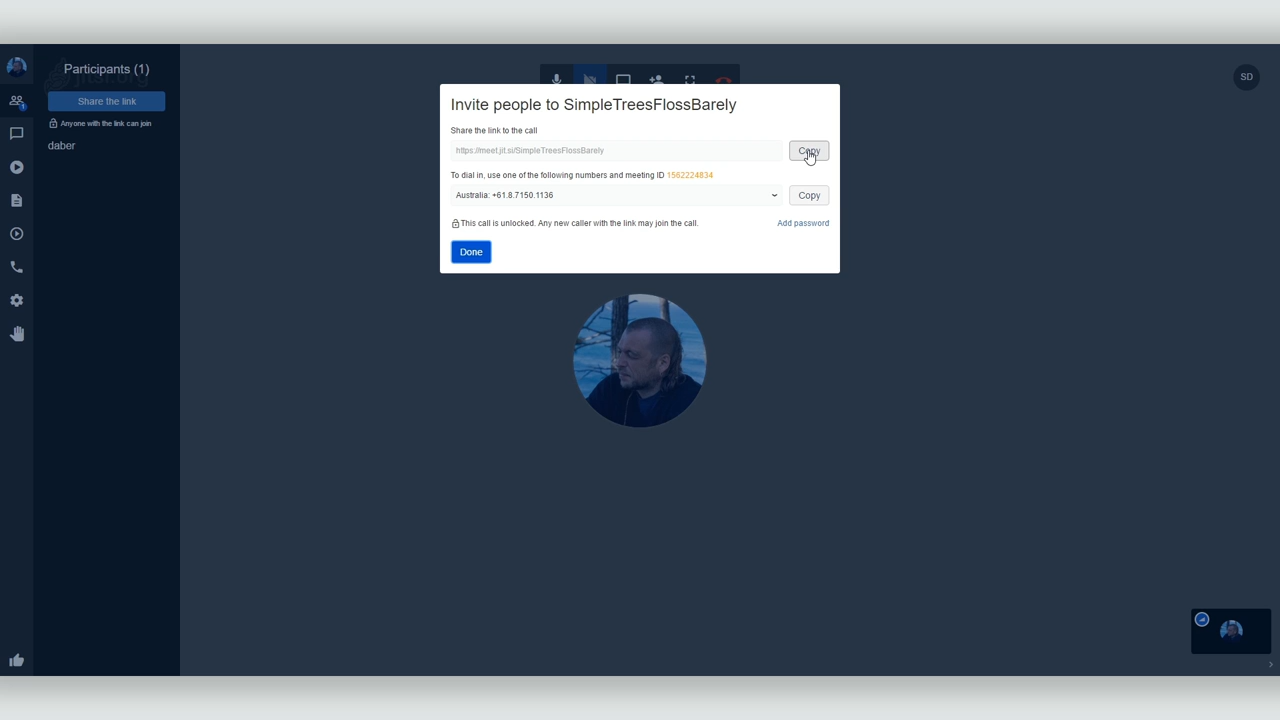 Participants (1)
jitsi.org
Share the link
Anyone with the link can join
daber
1
SD
Invite people to SimpleTreesFlossBarely
Share the link to the call
https://meet.jit.si/SimpleTreesFlossBarely
Copy
To dial in, use one of the following numbers and meeting ID 1562224834
Australia: +61.8.7150.1136
Copy
This call is unlocked. Any new caller with the link may join the call.
Add password
Done